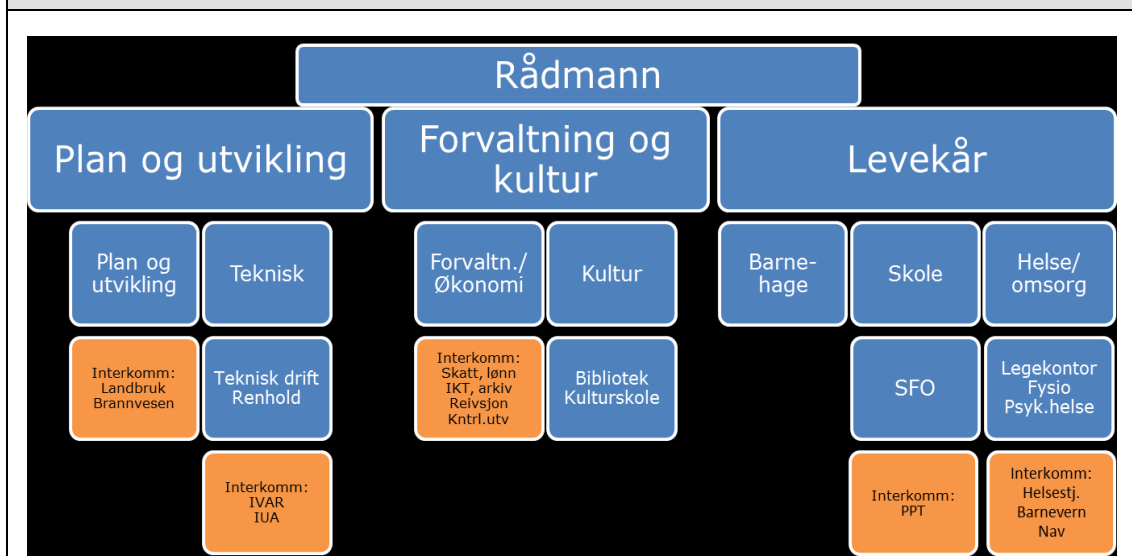 Rådmann
Plan og utvikling
Forvaltning og
kultur
Levekår
Plan og
utvikling
Teknisk
Forvaltn./
Økonomi
Kultur
Barne-
hage
Skole
Helse/
omsorg
Interkomm:
Landbruk
Brannvesen
Teknisk drift
Renhold
Interkomm:
Skatt, lønn
IKT, arkiv
Reivsjon
Kntrl.utv
Bibliotek
Kulturskole
SFO
Legekontor
Fysio
Psyk.helse
Interkomm:
IVAR
IUA
Interkomm:
PPT
Interkomm:
Helsestj.
Barnevern
Nav